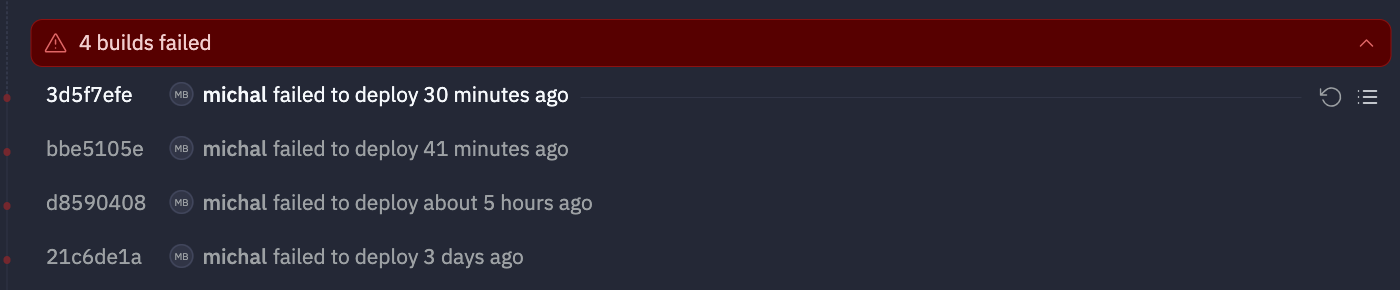 4 builds failed
3d5f7efe MB michal failed to deploy 30 minutes ago
bbe5105e MB michal failed to deploy 41 minutes ago
d8590408 MB michal failed to deploy about 5 hours ago
21c6de1a MB michal failed to deploy 3 days ago